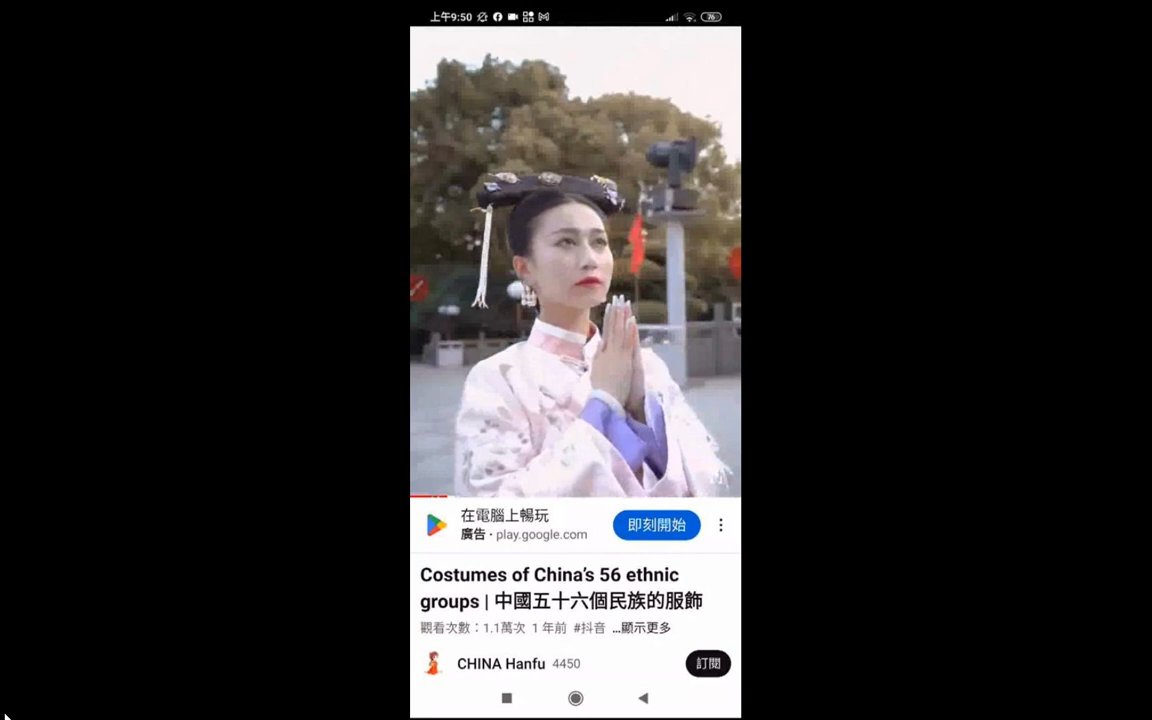 上午9:50
76
在電腦上暢玩
廣告 · play.google.com
即刻開始
Costumes of China's 56 ethnic
groups | 中國五十六個民族的服飾
觀看次數：1.1萬次 1 年前 #抖音 ...顯示更多
CHINA Hanfu 4450
訂閱